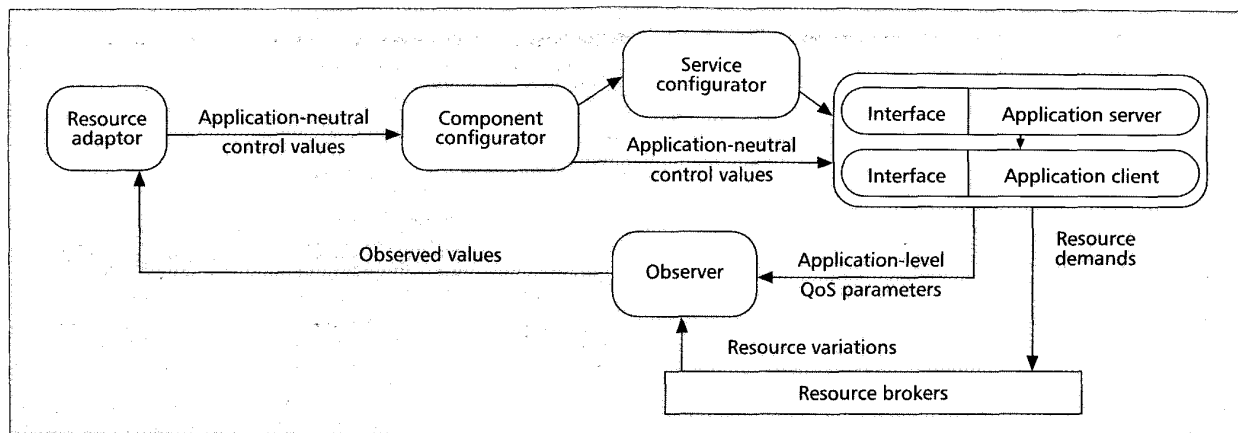 Service
configurator
Resource
adaptor
Application-neutral
control values
Component
configurator
Application-neutral
control values
Interface
Application server
Interface
Application client
Observed values
Observer
Application-level
QoS parameters
Resource
demands
Resource variations
Resource brokers